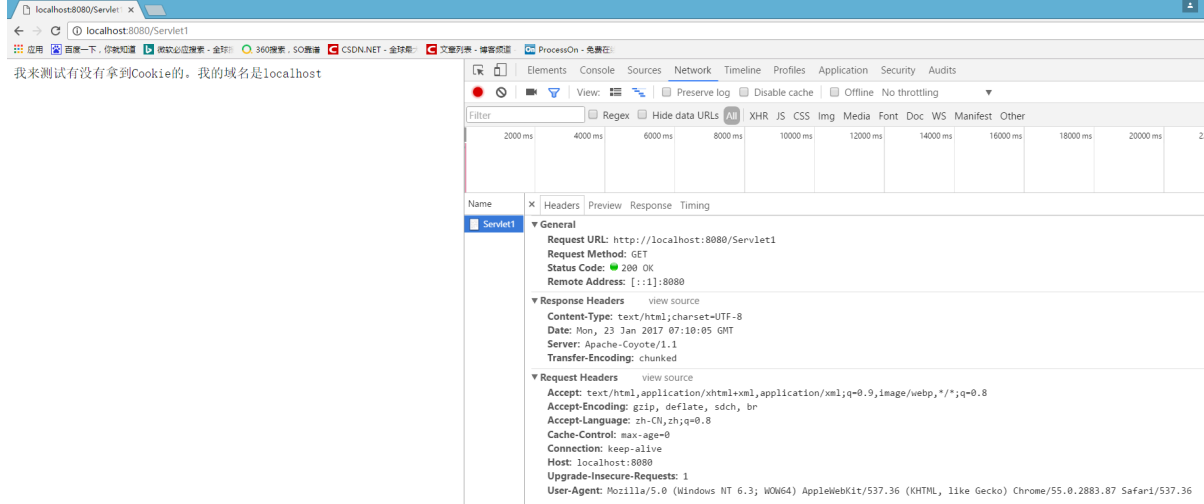 localhost:8080/Servlet1
localhost:8080/Servlet1
应用 百度一下，你就知道 微软必应搜索 - 全球 360搜索，SO靠谱 CSDN.NET - 全球最 文章列表 - 博客频道 ProcessOn - 免费在
我来测试有没有拿到Cookie的。我的域名是localhost
Elements Console Sources Network Timeline Profiles Application Security Audits
View: Preserve log Disable cache Offline No throttling
Filter Regex Hide data URLs All XHR JS CSS Img Media Font Doc WS Manifest Other
2000 ms 4000 ms 6000 ms 8000 ms 10000 ms 12000 ms 14000 ms 16000 ms 18000 ms 20000 ms 2
Name × Headers Preview Response Timing
Servlet1
General
Request URL: http://localhost:8080/Servlet1
Request Method: GET
Status Code: 200 OK
Remote Address: [::1]:8080
Response Headers view source
Content-Type: text/html;charset=UTF-8
Date: Mon, 23 Jan 2017 07:10:05 GMT
Server: Apache-Coyote/1.1
Transfer-Encoding: chunked
Request Headers view source
Accept: text/html,application/xhtml+xml,application/xml;q=0.9,image/webp,*/*;q=0.8
Accept-Encoding: gzip, deflate, sdch, br
Accept-Language: zh-CN,zh;q=0.8
Cache-Control: max-age=0
Connection: keep-alive
Host: localhost:8080
Upgrade-Insecure-Requests: 1
User-Agent: Mozilla/5.0 (Windows NT 6.3; WOW64) AppleWebKit/537.36 (KHTML, like Gecko) Chrome/55.0.2883.87 Safari/537.36